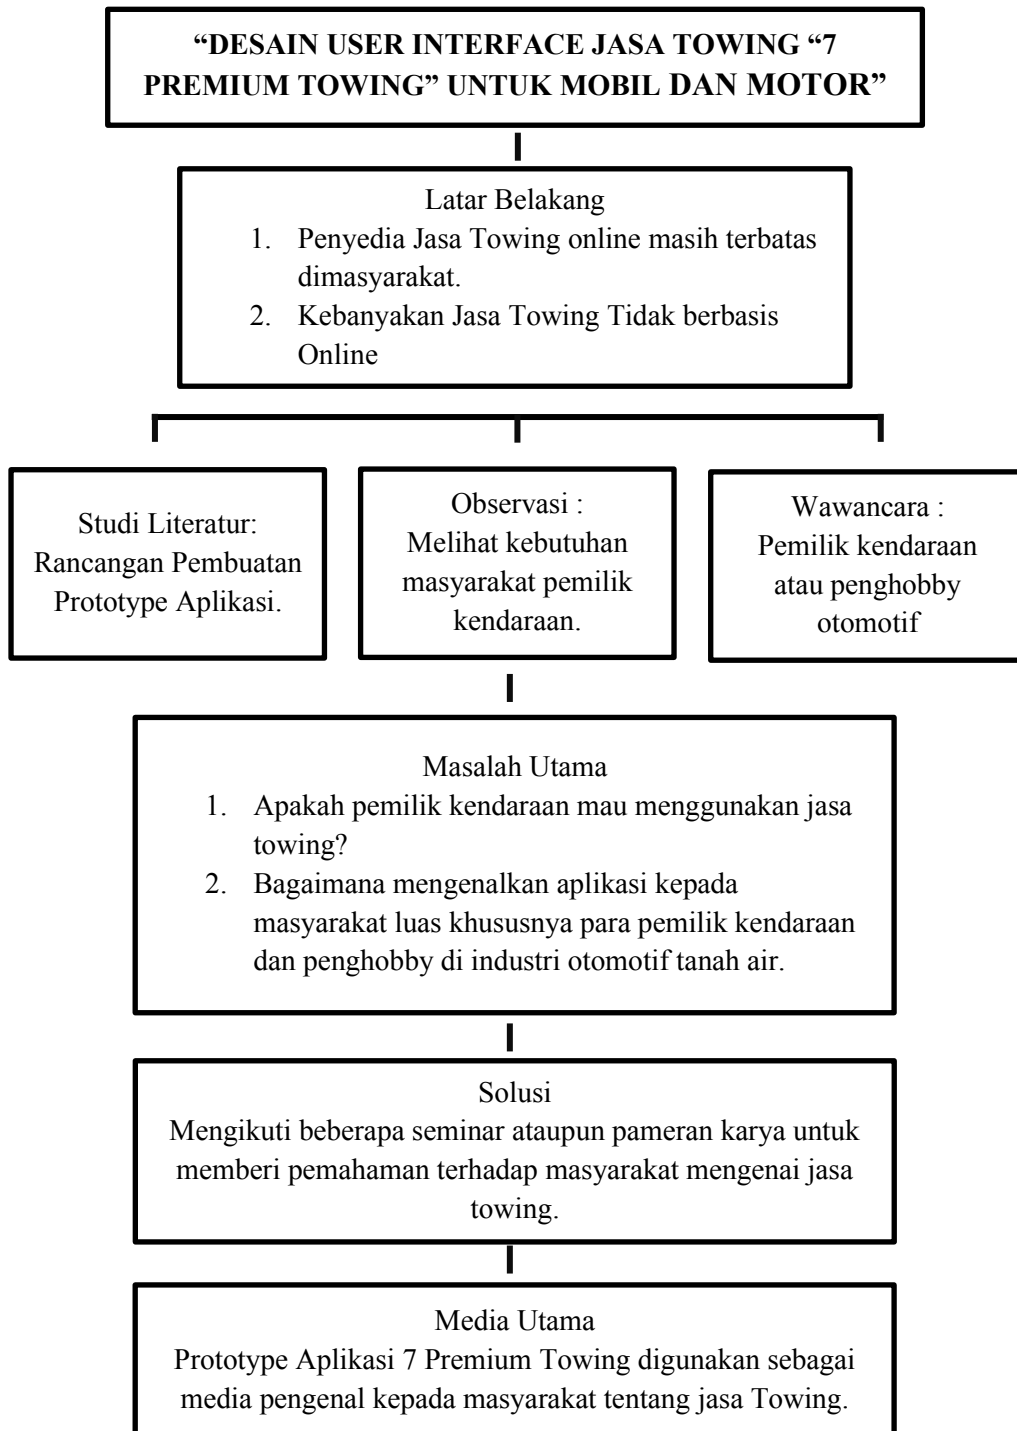 “DESAIN USER INTERFACE JASA TOWING “7
PREMIUM TOWING” UNTUK MOBIL DAN MOTOR”
Latar Belakang
1. Penyedia Jasa Towing online masih terbatas
dimasyarakat.
2. Kebanyakan Jasa Towing Tidak berbasis
Online
Studi Literatur:
Rancangan Pembuatan
Prototype Aplikasi.
Observasi :
Melihat kebutuhan
masyarakat pemilik
kendaraan.
Wawancara :
Pemilik kendaraan
atau penghobby
otomotif
Masalah Utama
1. Apakah pemilik kendaraan mau menggunakan jasa
towing?
2. Bagaimana mengenalkan aplikasi kepada
masyarakat luas khususnya para pemilik kendaraan
dan penghobby di industri otomotif tanah air.
Solusi
Mengikuti beberapa seminar ataupun pameran karya untuk
memberi pemahaman terhadap masyarakat mengenai jasa
towing.
Media Utama
Prototype Aplikasi 7 Premium Towing digunakan sebagai
media pengenal kepada masyarakat tentang jasa Towing.